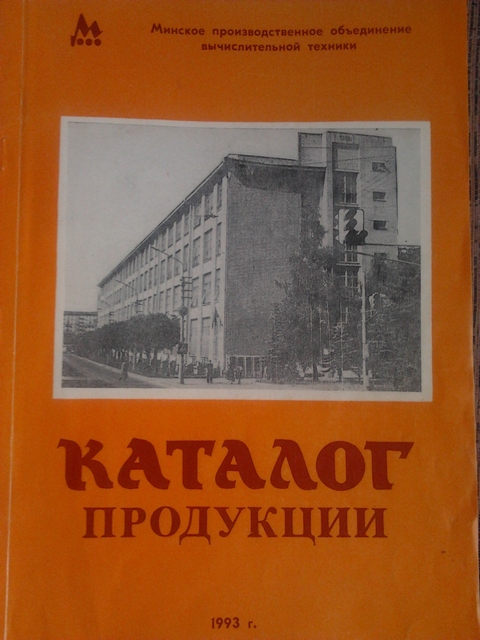 Минское производственное объединение
вычислительной техники
КАТАЛОГ
ПРОДУКЦИИ
1993 г.